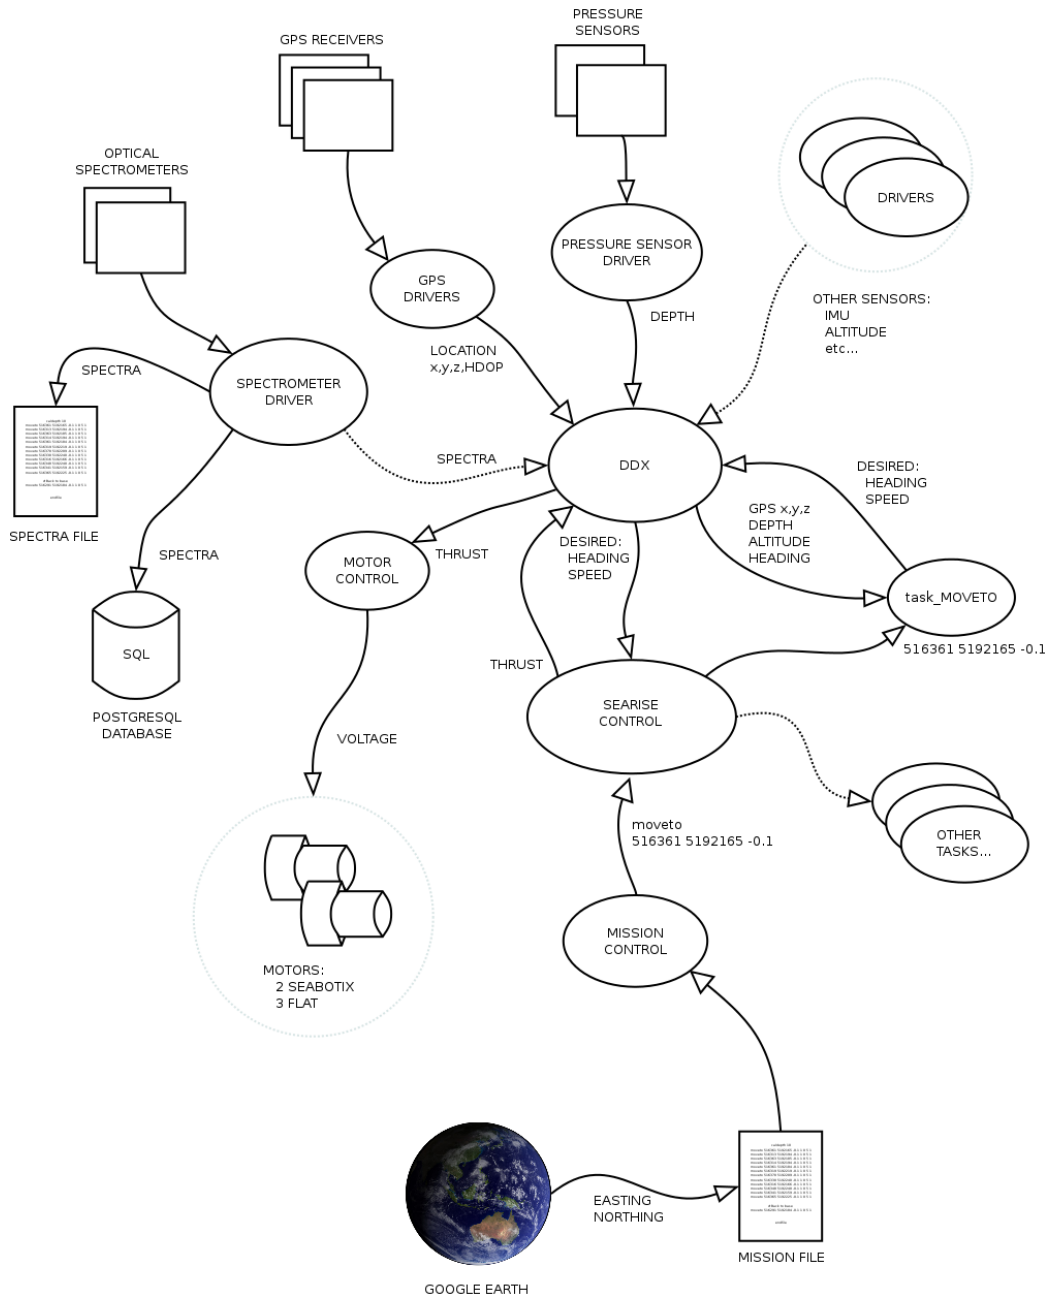 PRESSURE
SENSORS
GPS RECEIVERS
OPTICAL
SPECTROMETERS
DRIVERS
PRESSURE SENSOR
DRIVER
GPS
DRIVERS
OTHER SENSORS:
IMU
ALTITUDE
etc...
DEPTH
LOCATION
x,y,z,HDOP
SPECTRA
SPECTROMETER
DRIVER
SPECTRA
DDX
DESIRED:
HEADING
SPEED
GPS x,y,z
DEPTH
ALTITUDE
HEADING
SPECTRA FILE
SPECTRA
MOTOR
CONTROL
THRUST
DESIRED:
HEADING
SPEED
task_MOVETO
516361 5192165 -0.1
SQL
POSTGRESQL
DATABASE
THRUST
SEARISE
CONTROL
VOLTAGE
moveto
516361 5192165 -0.1
OTHER
TASKS...
MISSION
CONTROL
MOTORS:
2 SEABOTIX
3 FLAT
EASTING
NORTHING
MISSION FILE
GOOGLE EARTH